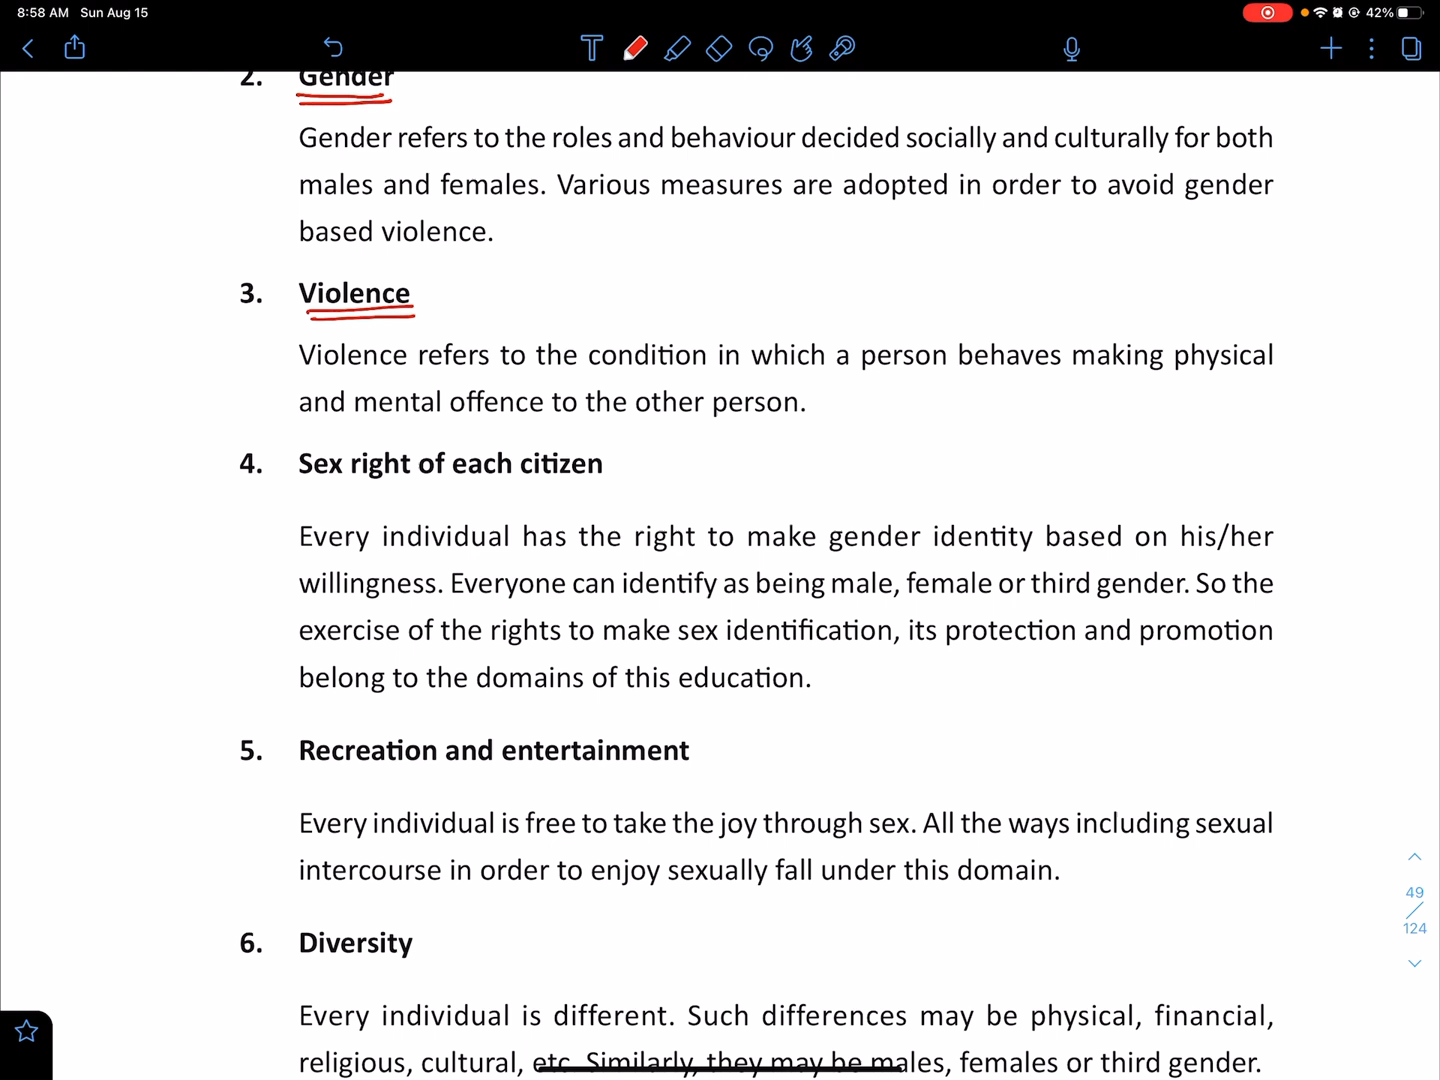 8:58 AM Sun Aug 15
42%
T
2. Gender
Gender refers to the roles and behaviour decided socially and culturally for both
males and females. Various measures are adopted in order to avoid gender
based violence.
3. Violence
Violence refers to the condition in which a person behaves making physical
and mental offence to the other person.
4. Sex right of each citizen
Every individual has the right to make gender identity based on his/her
willingness. Everyone can identify as being male, female or third gender. So the
exercise of the rights to make sex identification, its protection and promotion
belong to the domains of this education.
5. Recreation and entertainment
Every individual is free to take the joy through sex. All the ways including sexual
intercourse in order to enjoy sexually fall under this domain.
49
/
124
6. Diversity
Every individual is different. Such differences may be physical, financial,
religious, cultural, etc. Similarly, they may be males, females or third gender.